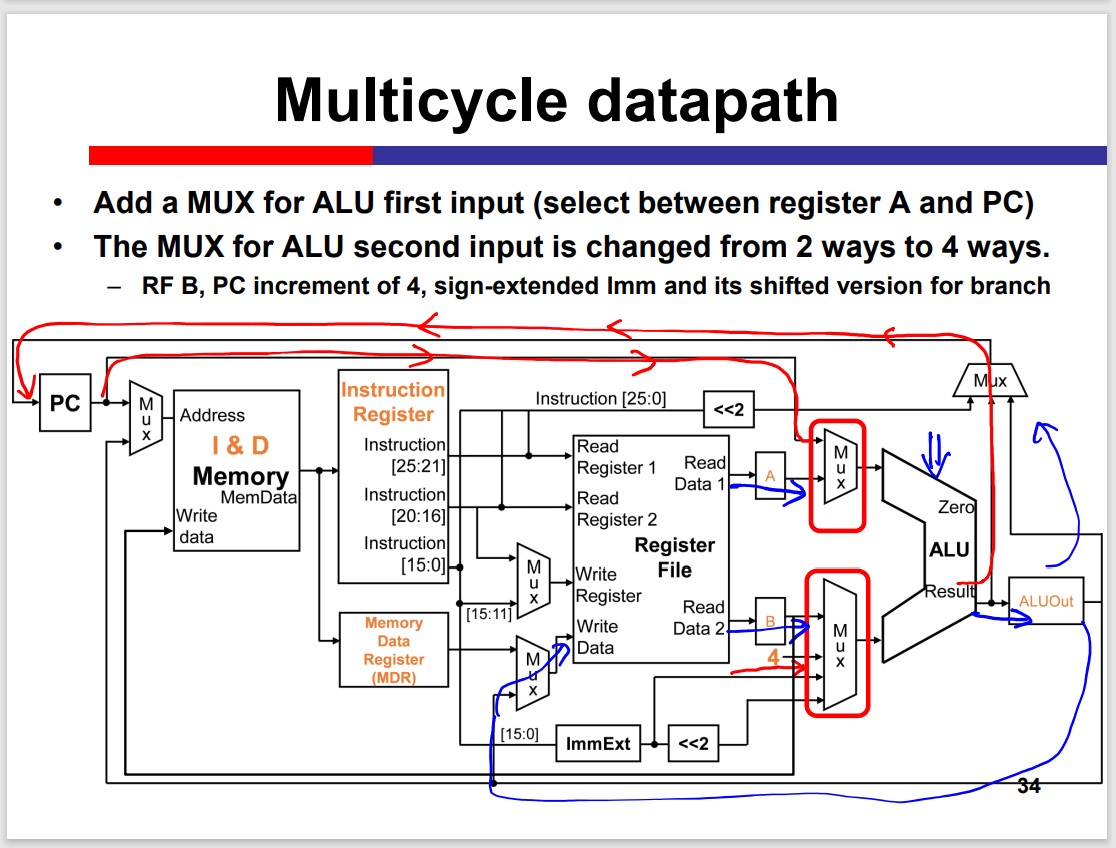 Multicycle datapath
• Add a MUX for ALU first input (select between register A and PC)
• The MUX for ALU second input is changed from 2 ways to 4 ways.
– RF B, PC increment of 4, sign-extended Imm and its shifted version for branch
PC
Mux
Address
I & D
Memory
MemData
Write
data
Instruction
Register
Instruction
[25:21]
Instruction
[20:16]
Instruction
[15:0]
Memory
Data
Register
(MDR)
Instruction [25:0]
<<2
Mux
[15:11]
Mux
Mux
Read
Register 1
Read
Register 2
Write
Register
Write
Data
Read
Data 1
Register
File
Read
Data 2
A
B
4
Mux
Mux
[15:0]
ImmExt
<<2
Zero
ALU
Result
ALUOut
34